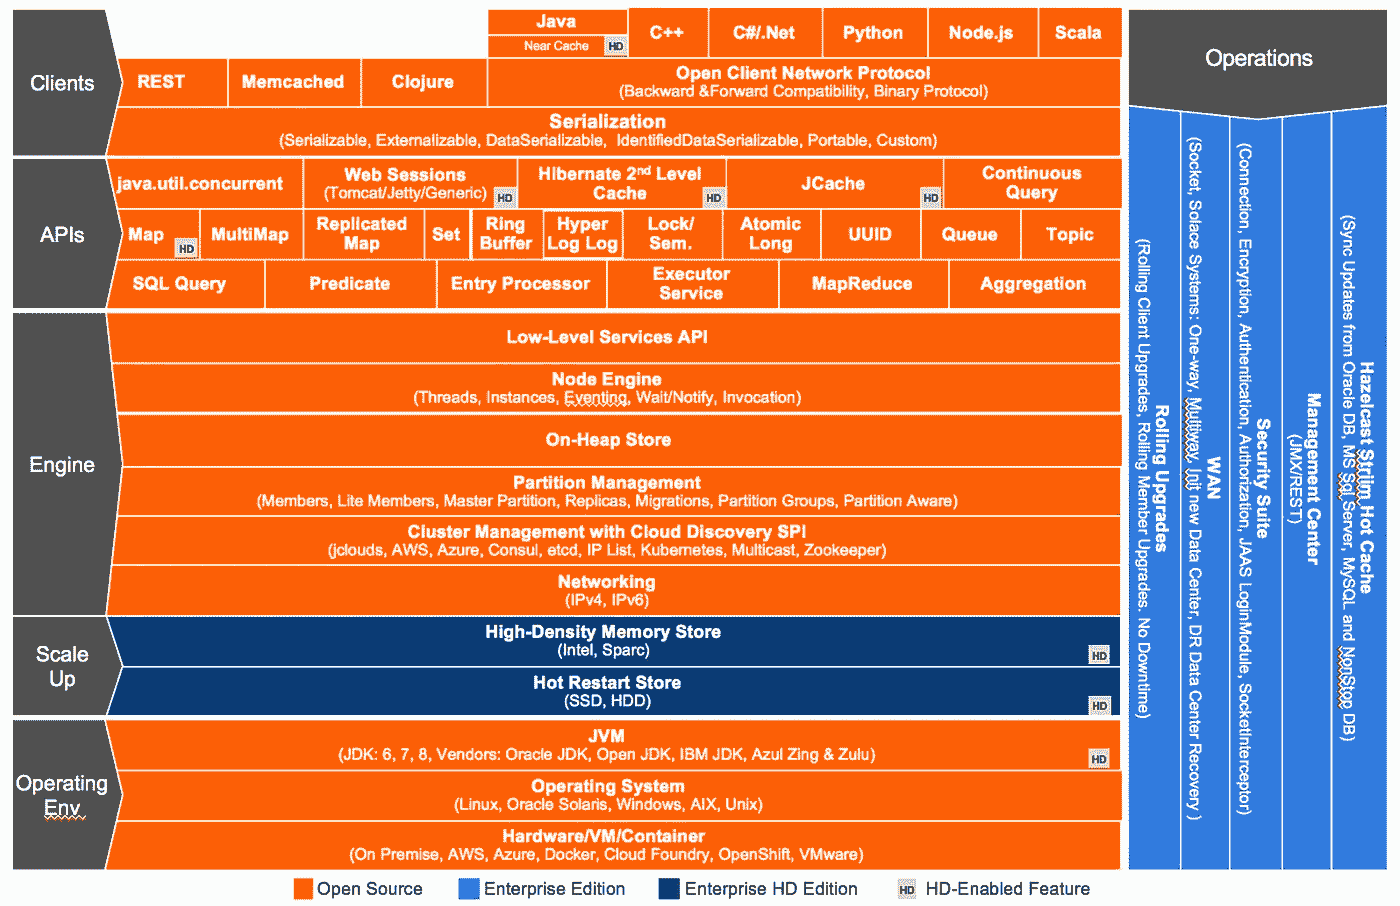 Clients
Java
Near Cache
HD
C++
C#/.Net
Python
Node.js
Scala
REST
Memcached
Clojure
Open Client Network Protocol
(Backward &Forward Compatibility, Binary Protocol)
Serialization
(Serializable, Externalizable, DataSerializable, IdentifiedDataSerializable, Portable, Custom)
APIs
java.util.concurrent
Web Sessions
(Tomcat/Jetty/Generic)
HD
Hibernate 2nd Level
Cache
HD
JCache
HD
Continuous
Query
Map
HD
MultiMap
Replicated
Map
Set
Ring
Buffer
Hyper
Log Log
Lock/
Sem.
Atomic
Long
UUID
Queue
Topic
SQL Query
Predicate
Entry Processor
Executor
Service
MapReduce
Aggregation
Engine
Low-Level Services API
Node Engine
(Threads, Instances, Eventing, Wait/Notify, Invocation)
On-Heap Store
Partition Management
(Members, Lite Members, Master Partition, Replicas, Migrations, Partition Groups, Partition Aware)
Cluster Management with Cloud Discovery SPI
(jclouds, AWS, Azure, Consul, etcd, IP List, Kubernetes, Multicast, Zookeeper)
Networking
(IPv4, IPv6)
Scale
Up
High-Density Memory Store
(Intel, Sparc)
HD
Hot Restart Store
(SSD, HDD)
HD
Operating
Env
JVM
(JDK: 6, 7, 8, Vendors: Oracle JDK, Open JDK, IBM JDK, Azul Zing & Zulu)
HD
Operating System
(Linux, Oracle Solaris, Windows, AIX, Unix)
Hardware/VM/Container
(On Premise, AWS, Azure, Docker, Cloud Foundry, OpenShift, VMware)
Operations
Rolling Upgrades
(Rolling Client Upgrades, Rolling Member Upgrades. No Downtime)
WAN
(Socket, Solace Systems: One-way, Multiway, Init new Data Center, DR Data Center Recovery)
Security Suite
(Connection, Encryption, Authentication, Authorization, JAAS LoginModule, SocketInterceptor)
Management Center
(JMX/REST)
Hazelcast Striim Hot Cache
(Sync Updates from Oracle DB, MS Sql Server, MySQL and NonStop DB)
Open Source
Enterprise Edition
Enterprise HD Edition
HD
HD-Enabled Feature